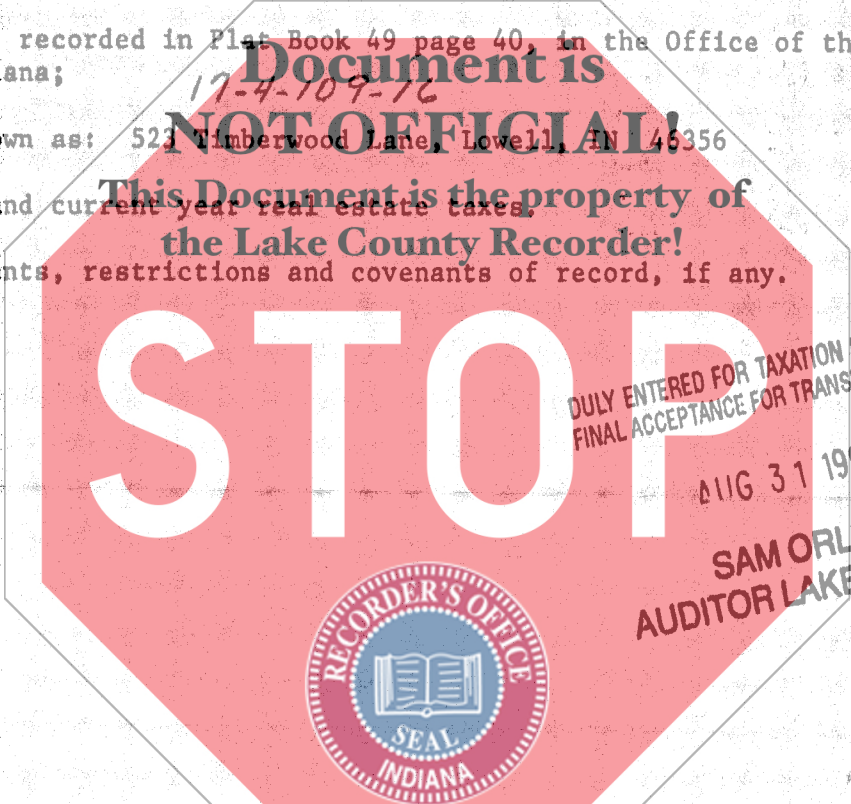 recorded in Plat Book 49 page 40, in the Office of th
ana;
Document is
17-4-109-16
NOT OFFICIAL!
wn as: 523 Timberwood Lane, Lowell, IN 46356
This Document is the property of
nd current year real estate taxes.
the Lake County Recorder!
nts, restrictions and covenants of record, if any.
STOP
DULY ENTERED FOR TAXATION
FINAL ACCEPTANCE FOR TRANS
AUG 31 19
SAM ORL
AUDITOR LAKE
RECORDER'S OFFICE
SEAL
INDIANA